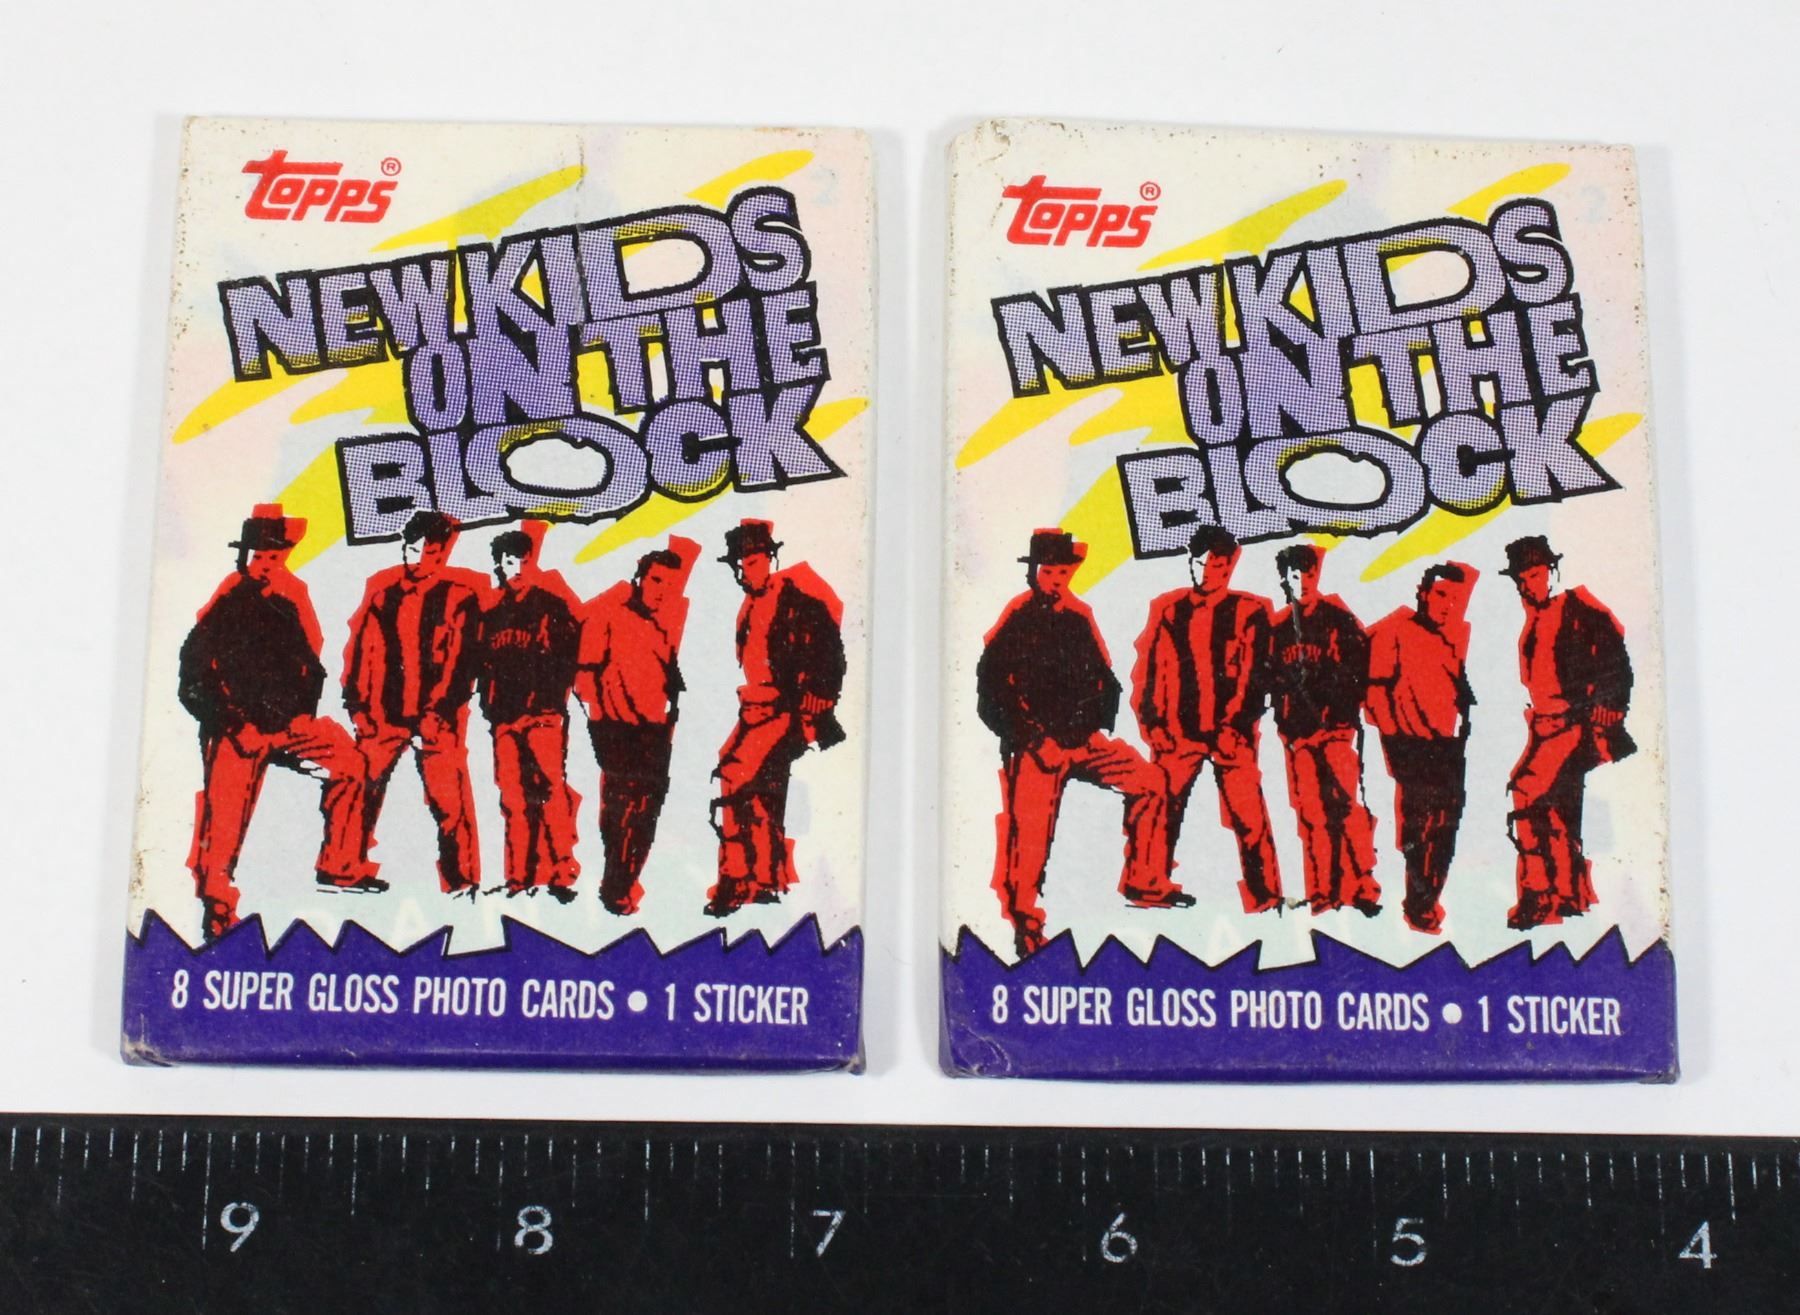 Topps®
NEW KIDS
ON THE
BLOCK
8 SUPER GLOSS PHOTO CARDS • 1 STICKER
Topps®
NEW KIDS
ON THE
BLOCK
8 SUPER GLOSS PHOTO CARDS • 1 STICKER
9 8 7 6 5 4